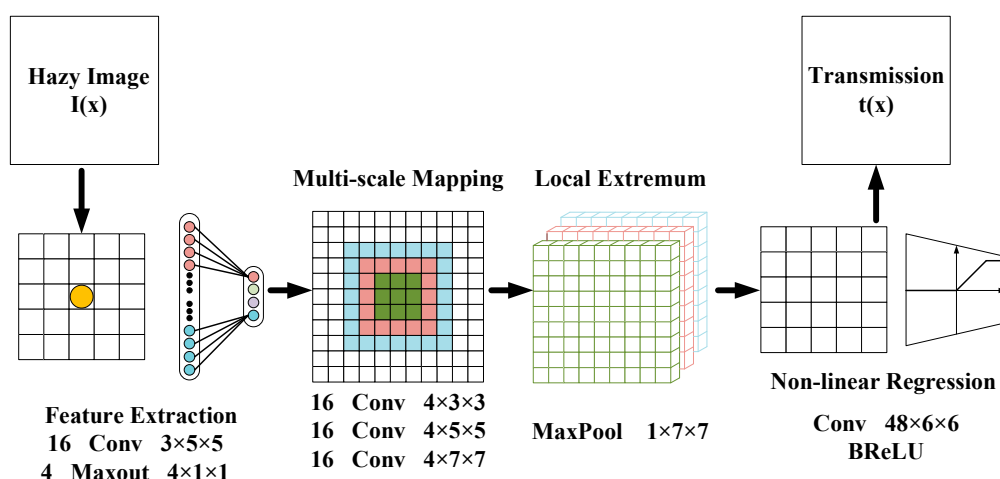 Hazy Image
I(x)
Transmission
t(x)
Multi-scale Mapping
Local Extremum
Feature Extraction
16 Conv 3×5×5
4 Maxout 4×1×1
16 Conv 4×3×3
16 Conv 4×5×5
16 Conv 4×7×7
MaxPool 1×7×7
Non-linear Regression
Conv 48×6×6
BReLU